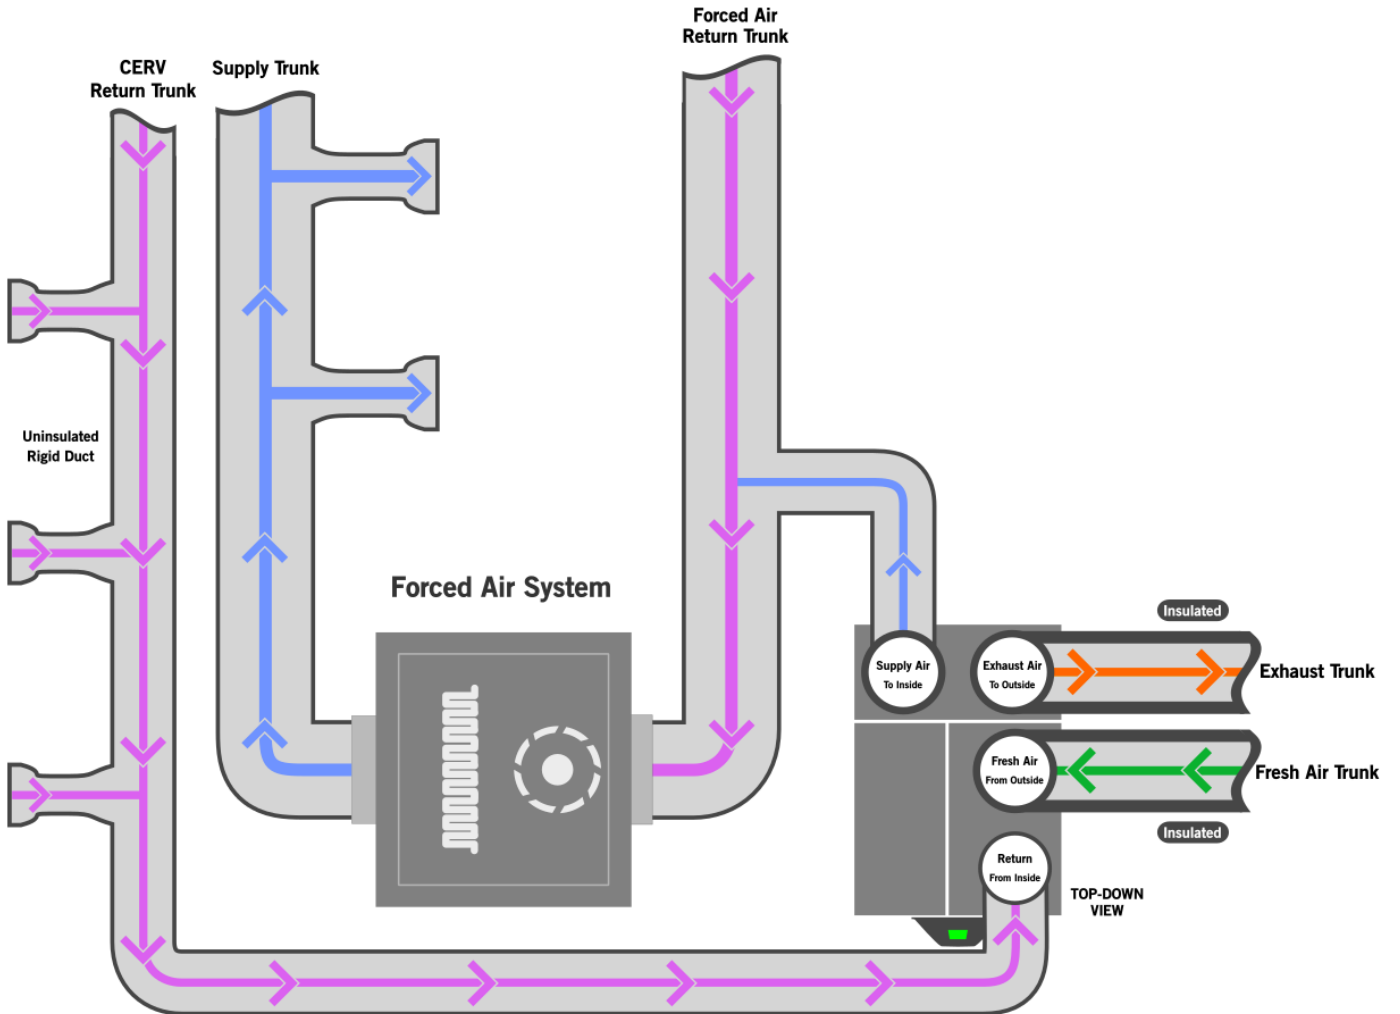 Forced Air
Return Trunk
CERV
Return Trunk
Supply Trunk
Uninsulated
Rigid Duct
Forced Air System
Insulated
Supply Air
To Inside
Exhaust Air
To Outside
Exhaust Trunk
Fresh Air
From Outside
Fresh Air Trunk
Insulated
Return
From Inside
TOP-DOWN
VIEW